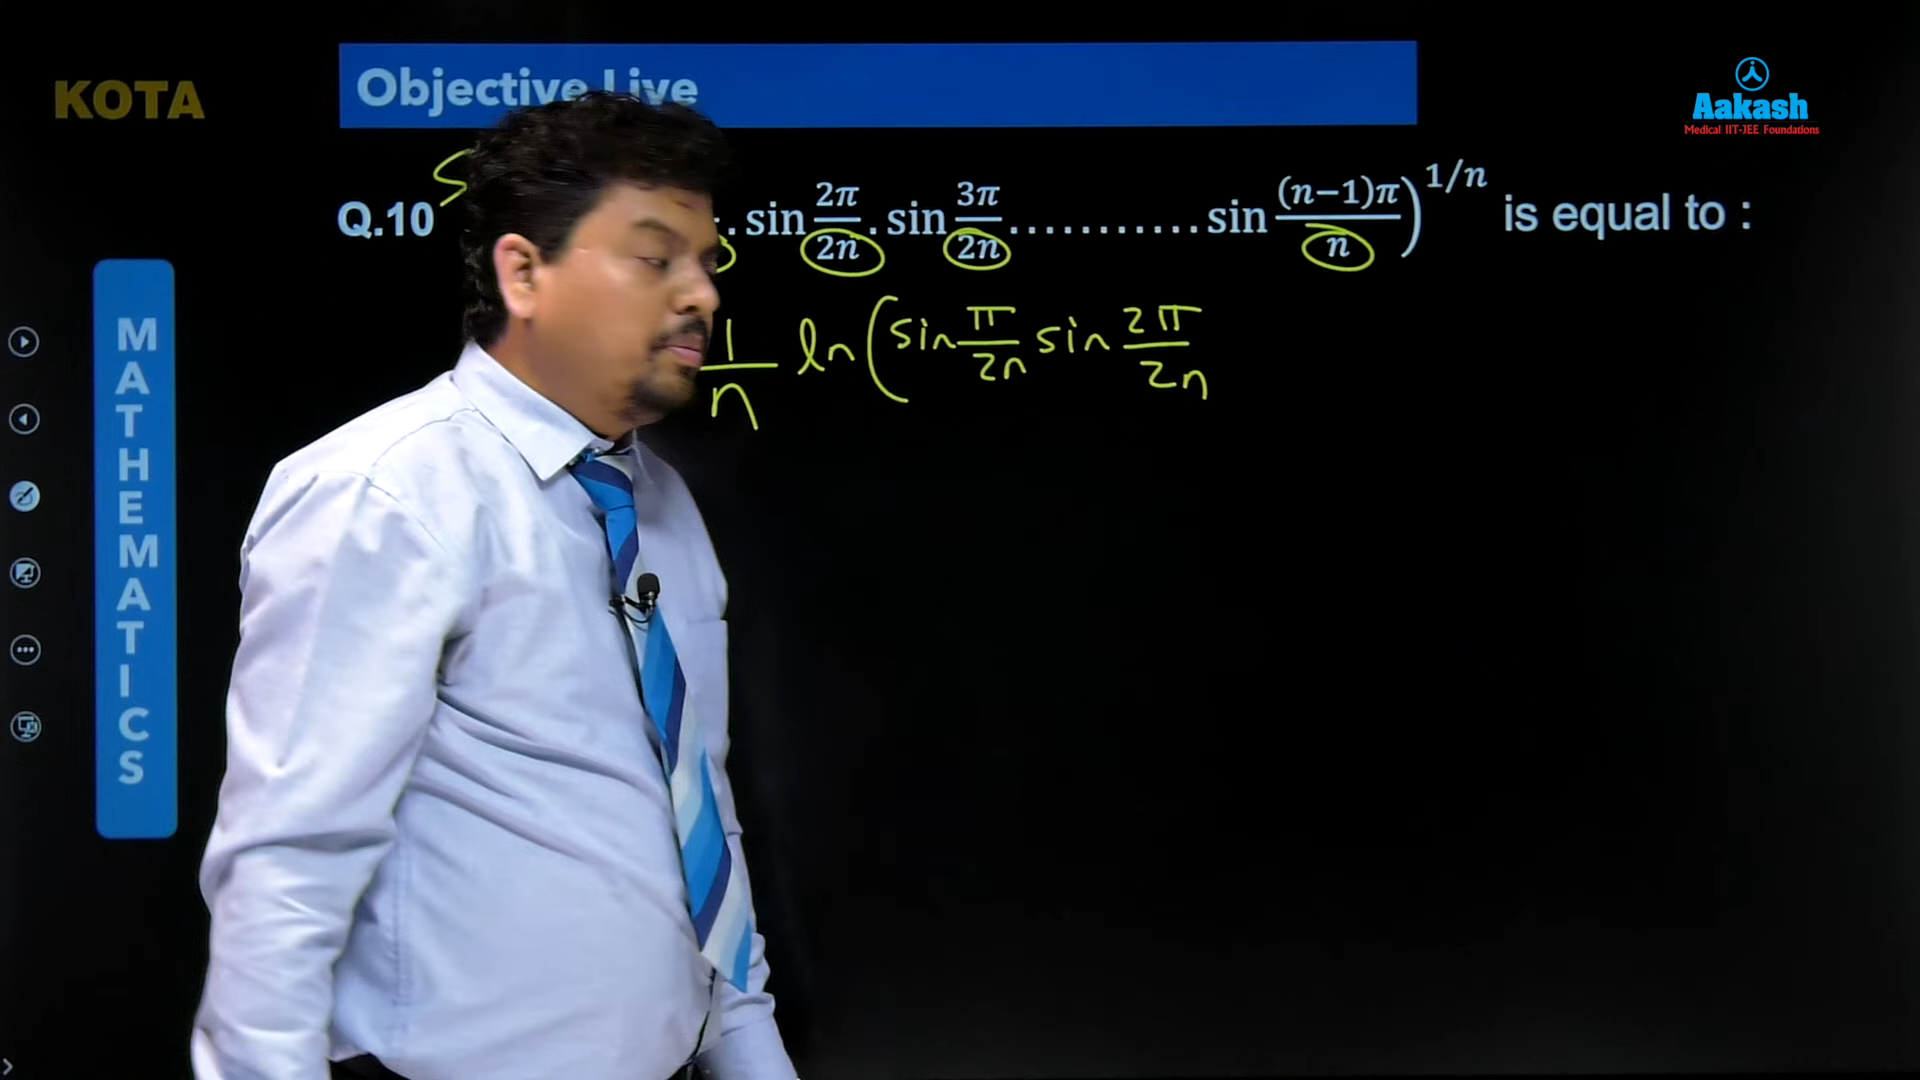 KOTA
Objective Live
Aakash
Medical IIT-JEE Foundations
Q.10 . sin 2π/2n . sin 3π/2n ............ sin (n−1)π/n )^1/n is equal to :
1/n ln ( sin π/2n sin 2π/2n
MATHEMATICS